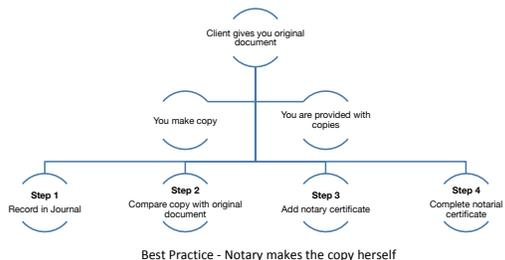 Client gives you original
document
You make copy
You are provided with
copies
Step 1
Record in Journal
Step 2
Compare copy with original
document
Step 3
Add notary certificate
Step 4
Complete notarial
certificate
Best Practice - Notary makes the copy herself